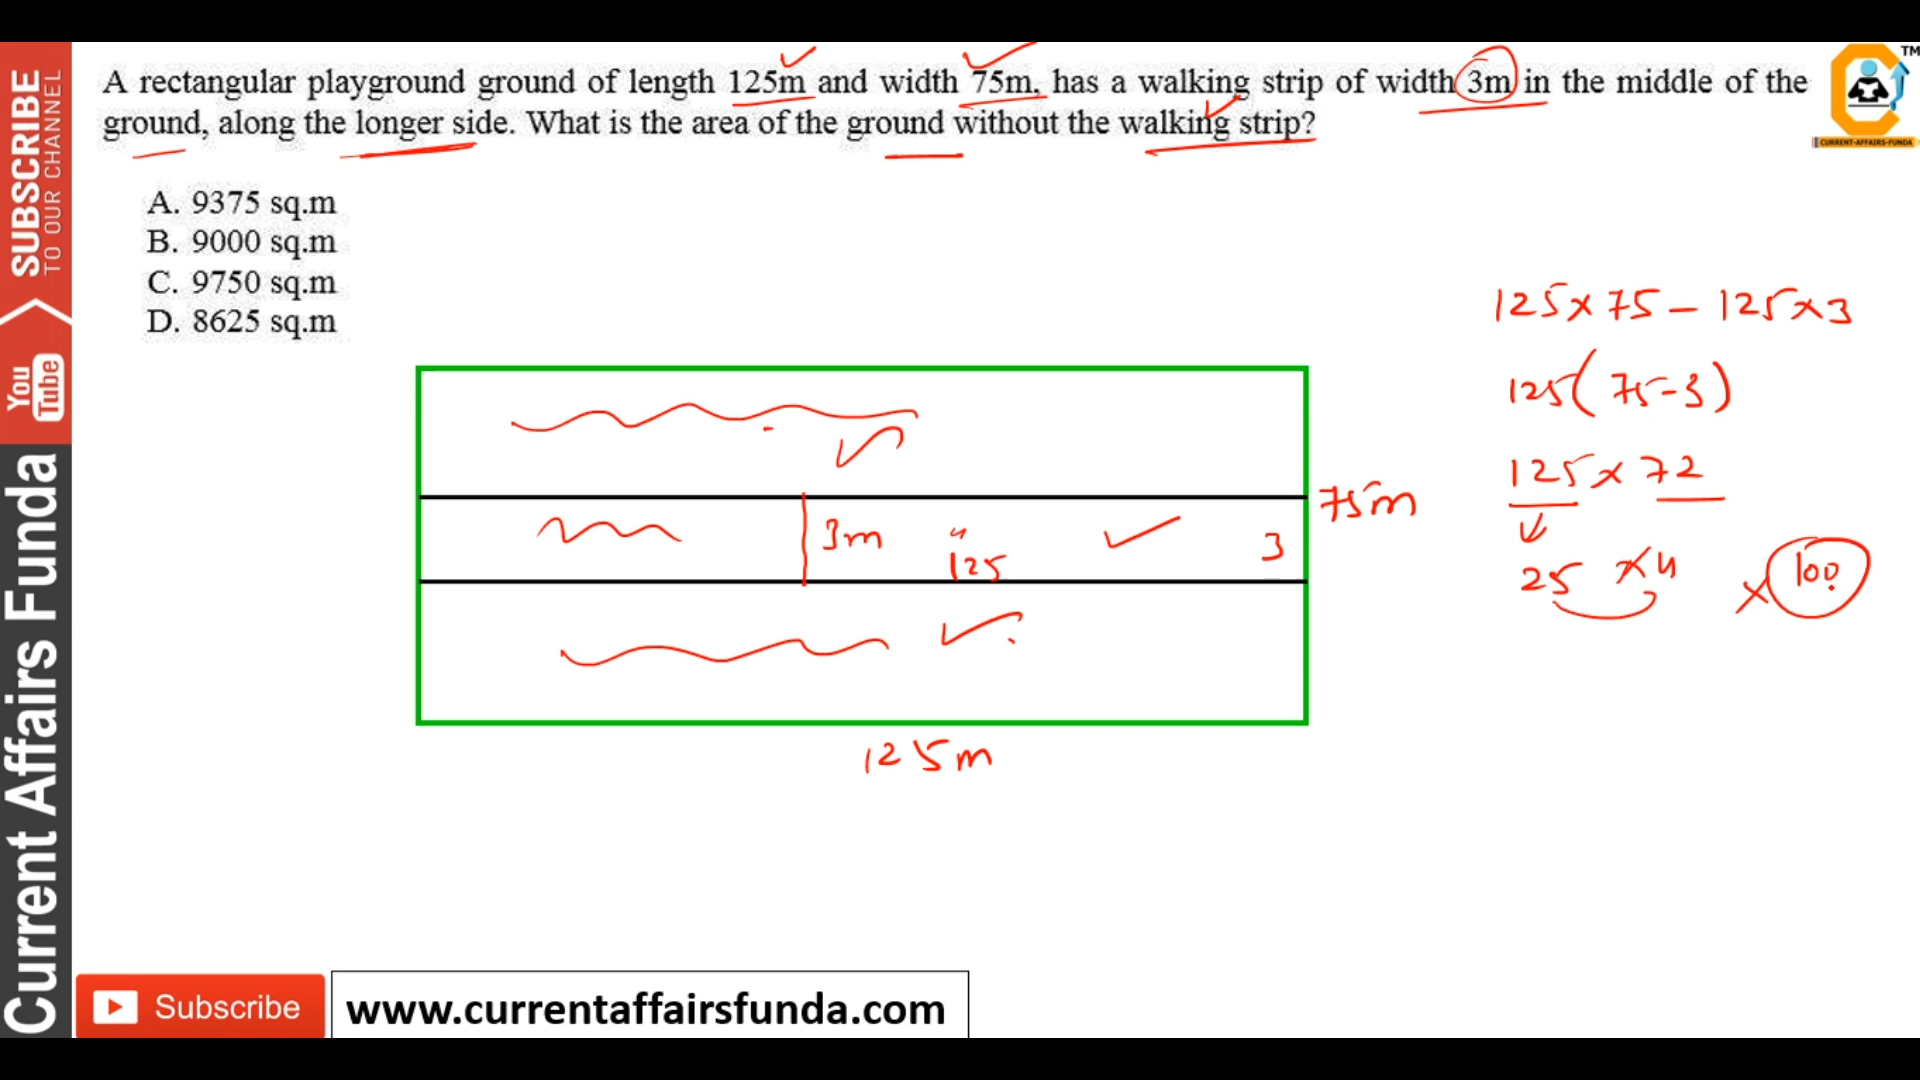 SUBSCRIBE
TO OUR CHANNEL
You
Tube
Current Affairs Funda
TM
CURRENT-AFFAIRS-FUNDA
A rectangular playground ground of length 125m and width 75m, has a walking strip of width 3m in the middle of the
ground, along the longer side. What is the area of the ground without the walking strip?
A. 9375 sq.m
B. 9000 sq.m
C. 9750 sq.m
D. 8625 sq.m
125 x 75 - 125 x 3
125 ( 75-3 )
125 x 72
25 x 4 x 100
75m
3m
125
3
125m
Subscribe
www.currentaffairsfunda.com